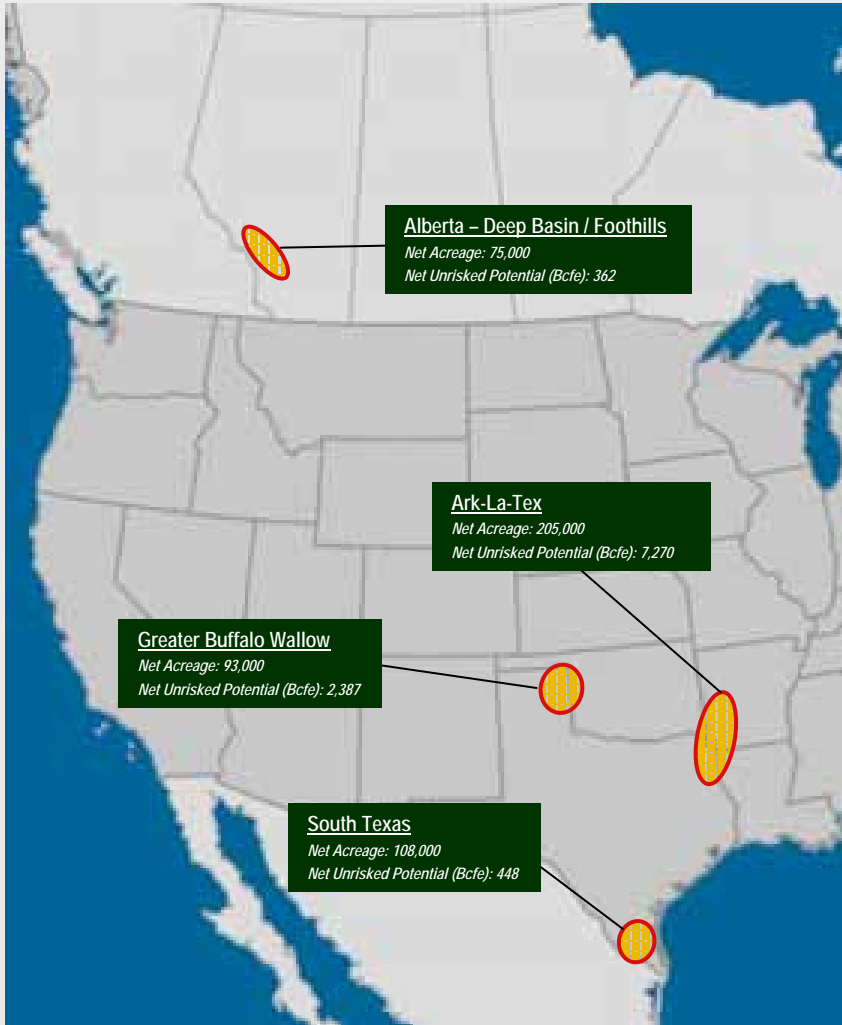 Alberta – Deep Basin / Foothills
Net Acreage: 75,000
Net Unrisked Potential (Bcfe): 362
Ark-La-Tex
Net Acreage: 205,000
Net Unrisked Potential (Bcfe): 7,270
Greater Buffalo Wallow
Net Acreage: 93,000
Net Unrisked Potential (Bcfe): 2,387
South Texas
Net Acreage: 108,000
Net Unrisked Potential (Bcfe): 448